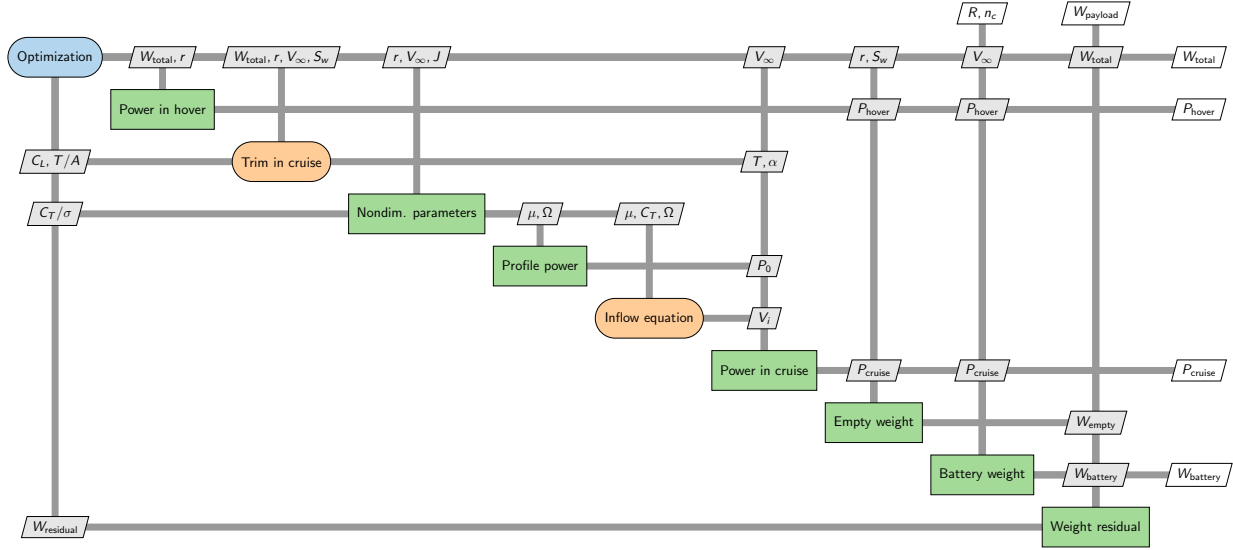 R, n_c W_payload
Optimization W_total, r W_total, r, V_∞, S_w r, V_∞, J V_∞ r, S_w V_∞ W_total W_total
Power in hover P_hover P_hover P_hover
C_L, T/A Trim in cruise T, α
C_T/σ Nondim. parameters μ, Ω μ, C_T, Ω
Profile power P_0
Inflow equation V_i
Power in cruise P_cruise P_cruise P_cruise
Empty weight W_empty
Battery weight W_battery W_battery
W_residual Weight residual